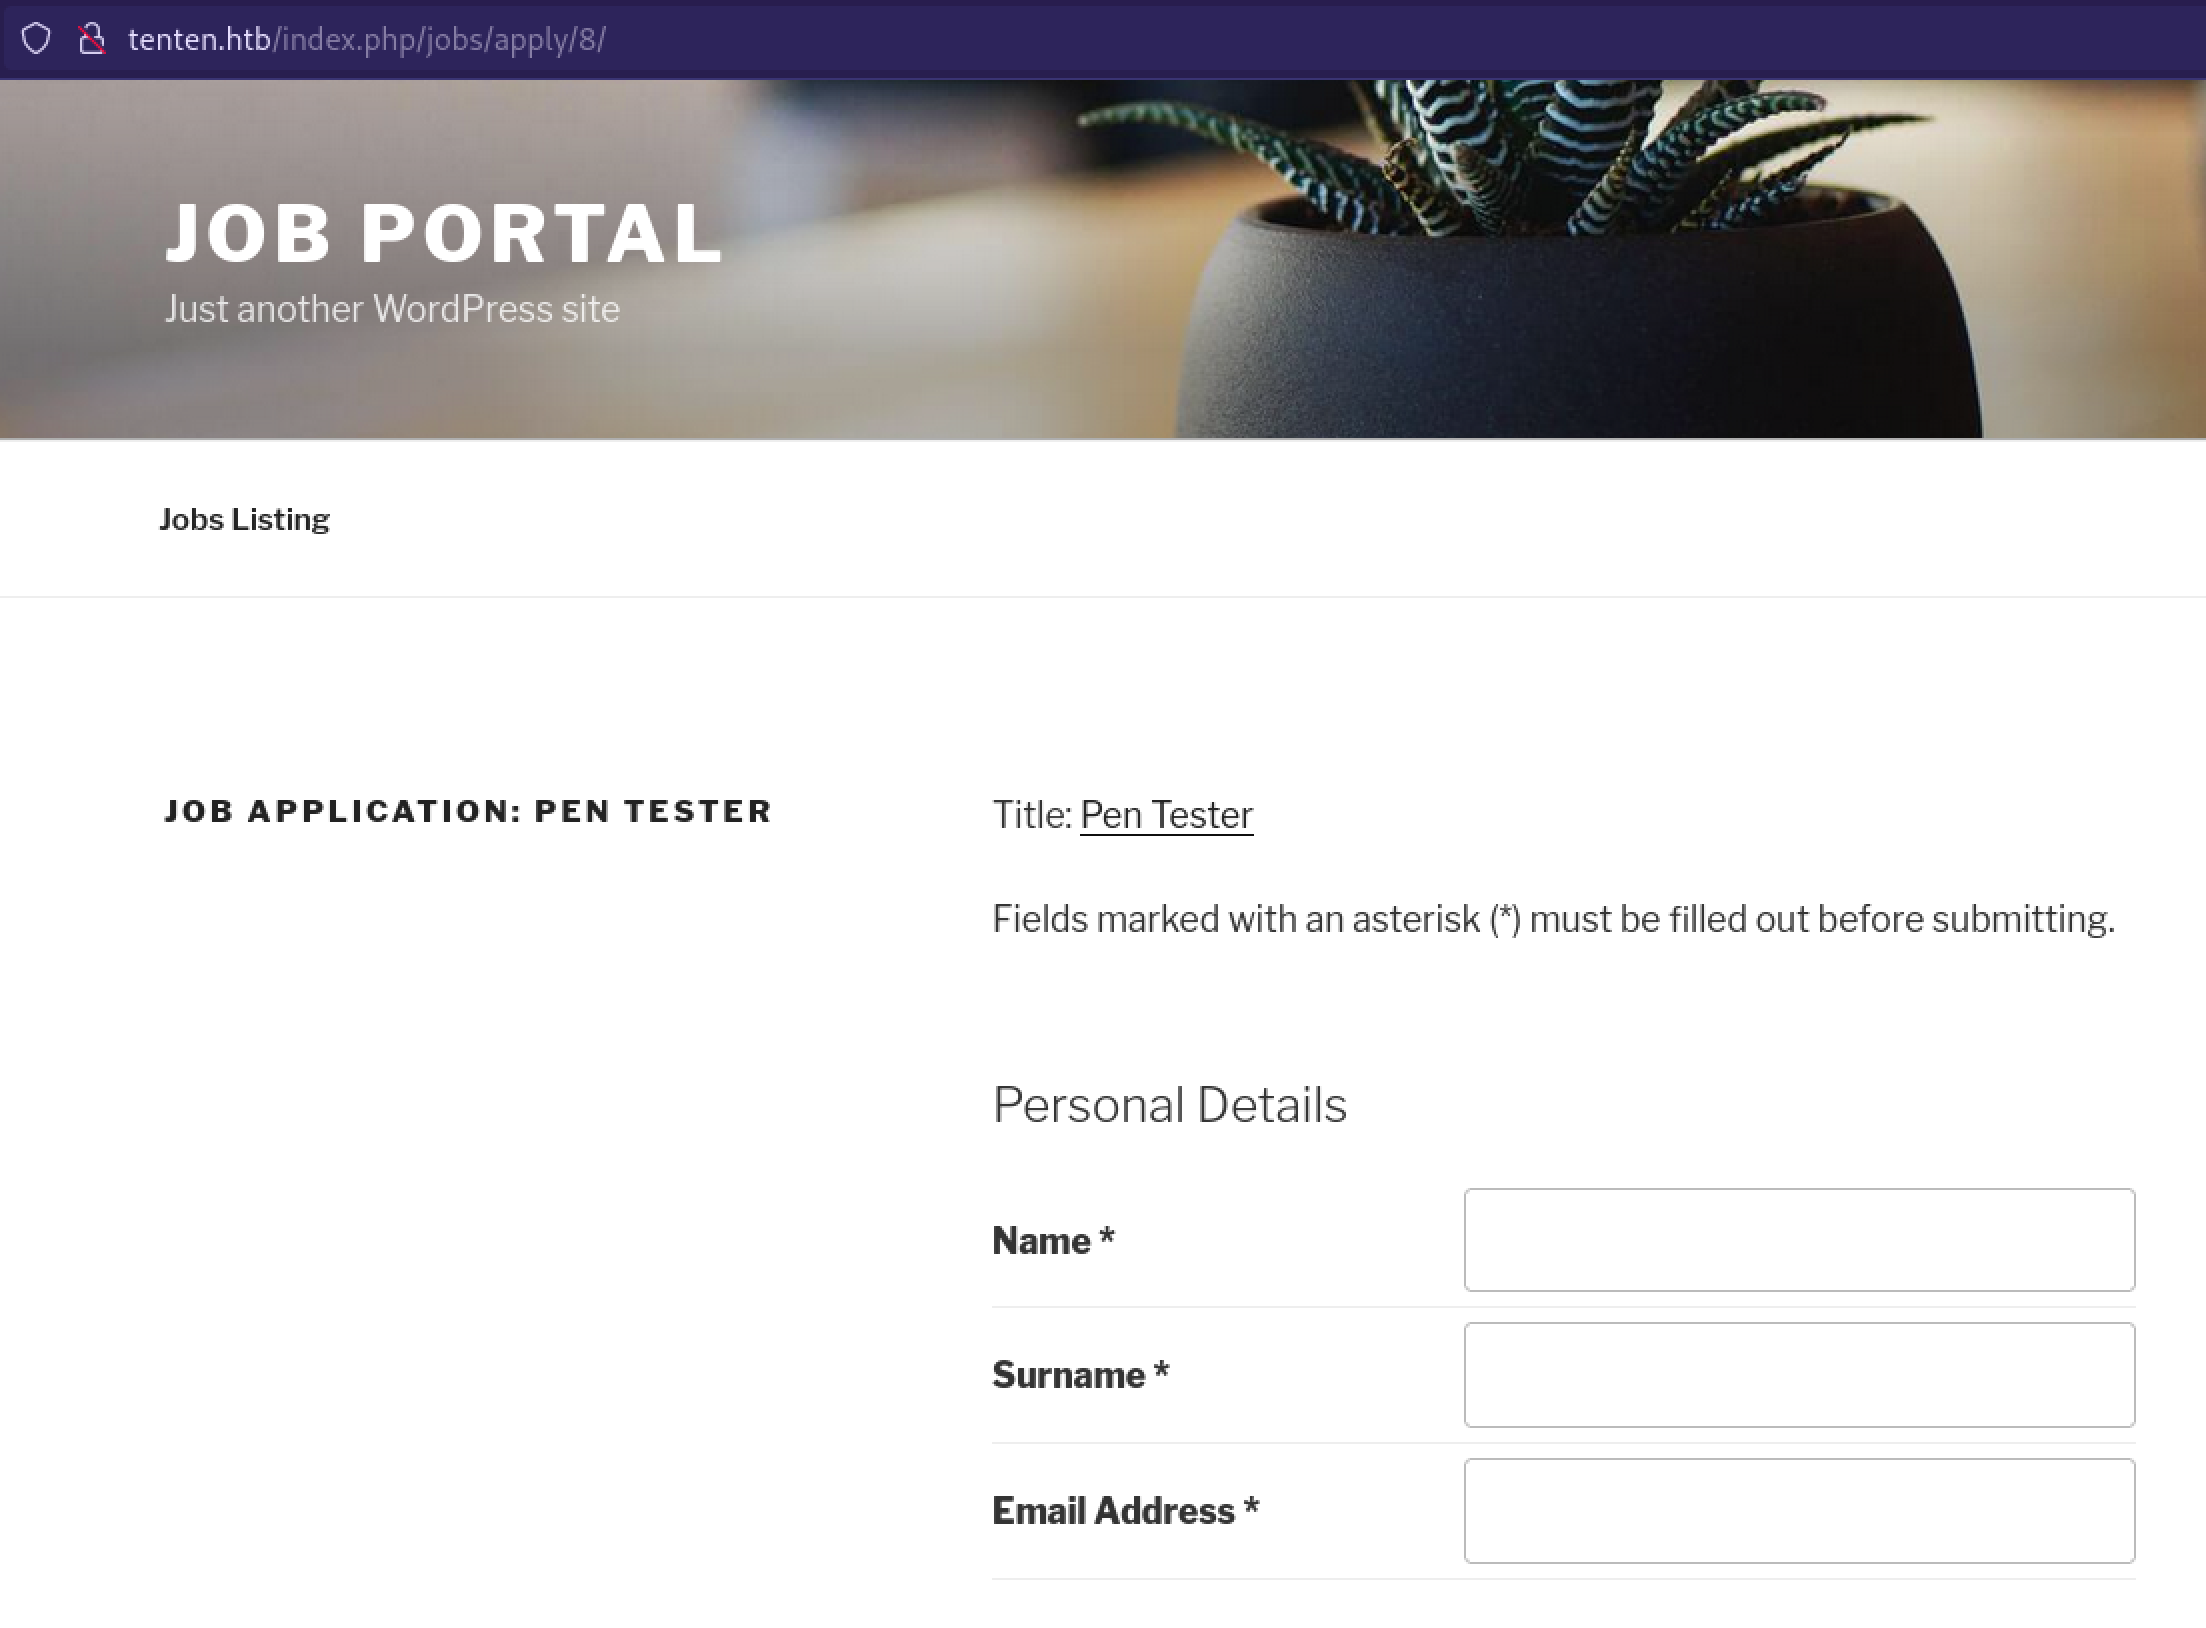 tenten.htb/index.php/jobs/apply/8/
JOB PORTAL
Just another WordPress site
Jobs Listing
JOB APPLICATION: PEN TESTER
Title: Pen Tester
Fields marked with an asterisk (*) must be filled out before submitting.
Personal Details
Name *
Surname *
Email Address *